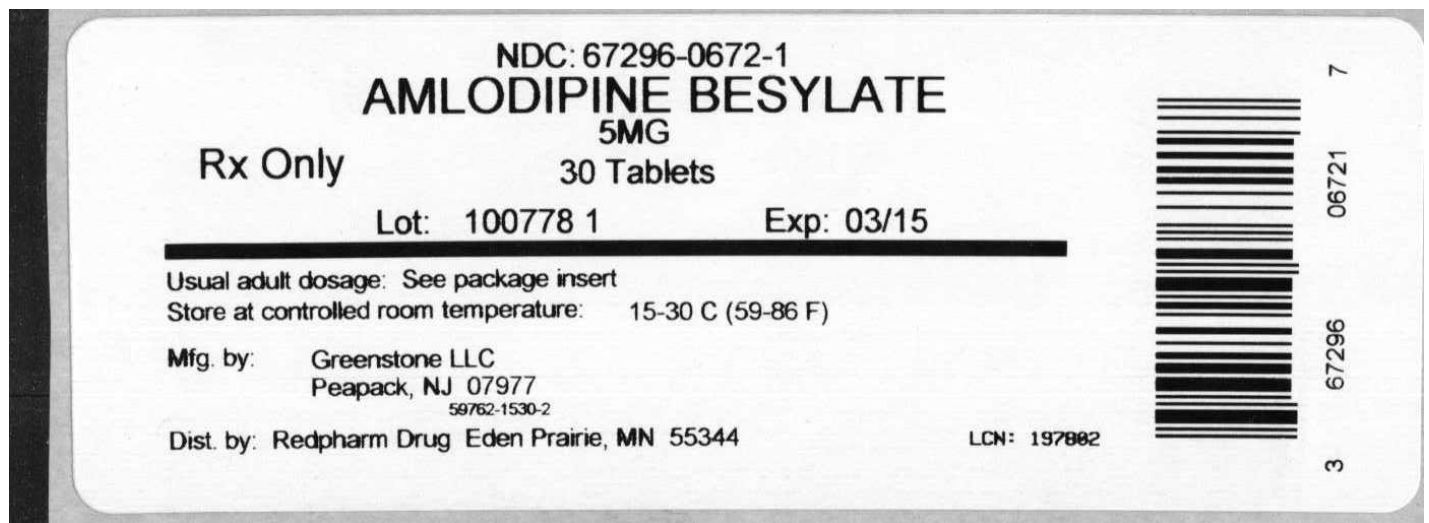 NDC: 67296-0672-1
AMLODIPINE BESYLATE
5MG
Rx Only
30 Tablets
Lot: 100778 1 Exp: 03/15
Usual adult dosage: See package insert
Store at controlled room temperature: 15-30 C (59-86 F)
Mfg. by: Greenstone LLC
Peapack, NJ 07977
59762-1530-2
Dist. by: Redpharm Drug Eden Prairie, MN 55344
LCN: 197802
3 67296 06721 7